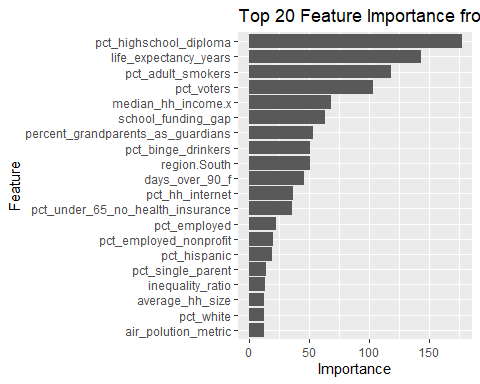 Top 20 Feature Importance fro
pct_highschool_diploma
life_expectancy_years
pct_adult_smokers
pct_voters
median_hh_income.x
school_funding_gap
percent_grandparents_as_guardians
pct_binge_drinkers
region.South
days_over_90_f
pct_hh_internet
pct_under_65_no_health_insurance
pct_employed
pct_employed_nonprofit
pct_hispanic
pct_single_parent
inequality_ratio
average_hh_size
pct_white
air_polution_metric
Feature
0 50 100 150
Importance